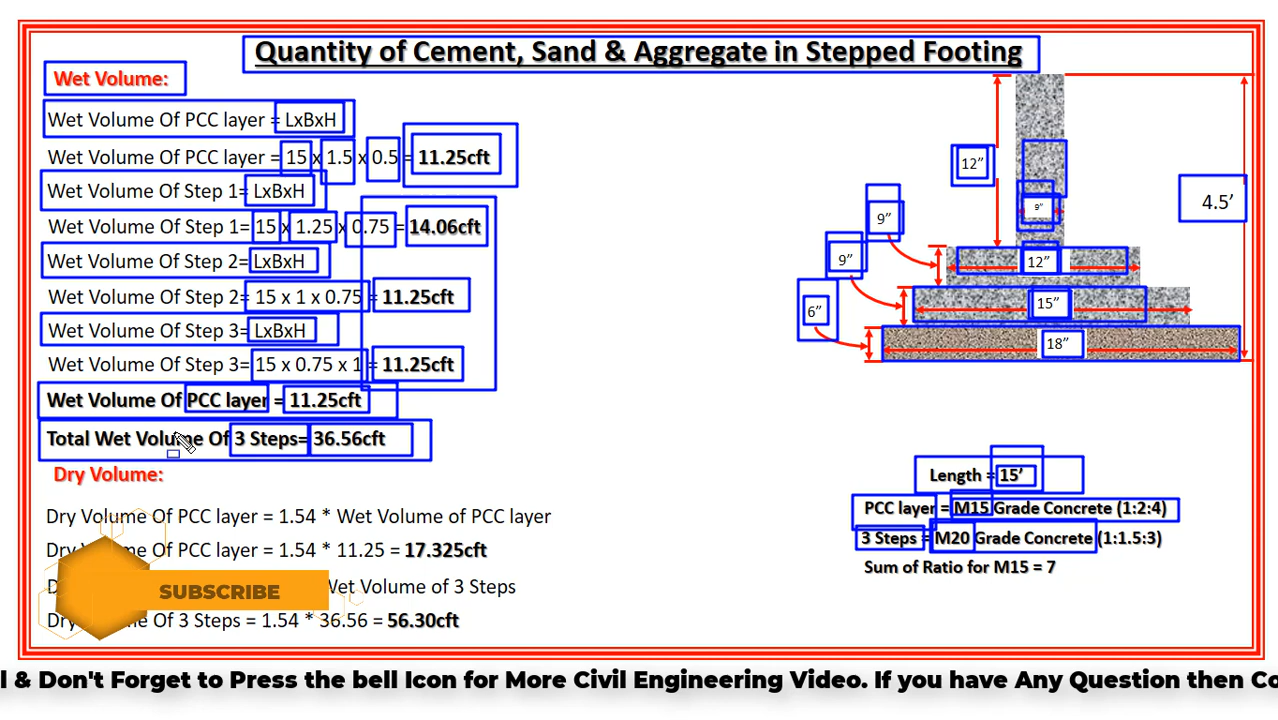 Quantity of Cement, Sand & Aggregate in Stepped Footing
Wet Volume:
Wet Volume Of PCC layer = LxBxH
Wet Volume Of PCC layer = 15 x 1.5 x 0.5 = 11.25cft
Wet Volume Of Step 1= LxBxH
Wet Volume Of Step 1= 15 x 1.25 x 0.75 = 14.06cft
Wet Volume Of Step 2= LxBxH
Wet Volume Of Step 2= 15 x 1 x 0.75 = 11.25cft
Wet Volume Of Step 3= LxBxH
Wet Volume Of Step 3= 15 x 0.75 x 1 = 11.25cft
Wet Volume Of PCC layer = 11.25cft
Total Wet Volume Of 3 Steps= 36.56cft
Dry Volume:
Dry Volume Of PCC layer = 1.54 * Wet Volume of PCC layer
Dry Volume Of PCC layer = 1.54 * 11.25 = 17.325cft
Wet Volume of 3 Steps
Dry Volume Of 3 Steps = 1.54 * 36.56 = 56.30cft
SUBSCRIBE
12”
9”
4.5’
9”
9”
12”
6”
15”
18”
Length = 15’
PCC layer = M15 Grade Concrete (1:2:4)
3 Steps = M20 Grade Concrete (1:1.5:3)
Sum of Ratio for M15 = 7
& Don't Forget to Press the bell Icon for More Civil Engineering Video. If you have Any Question then